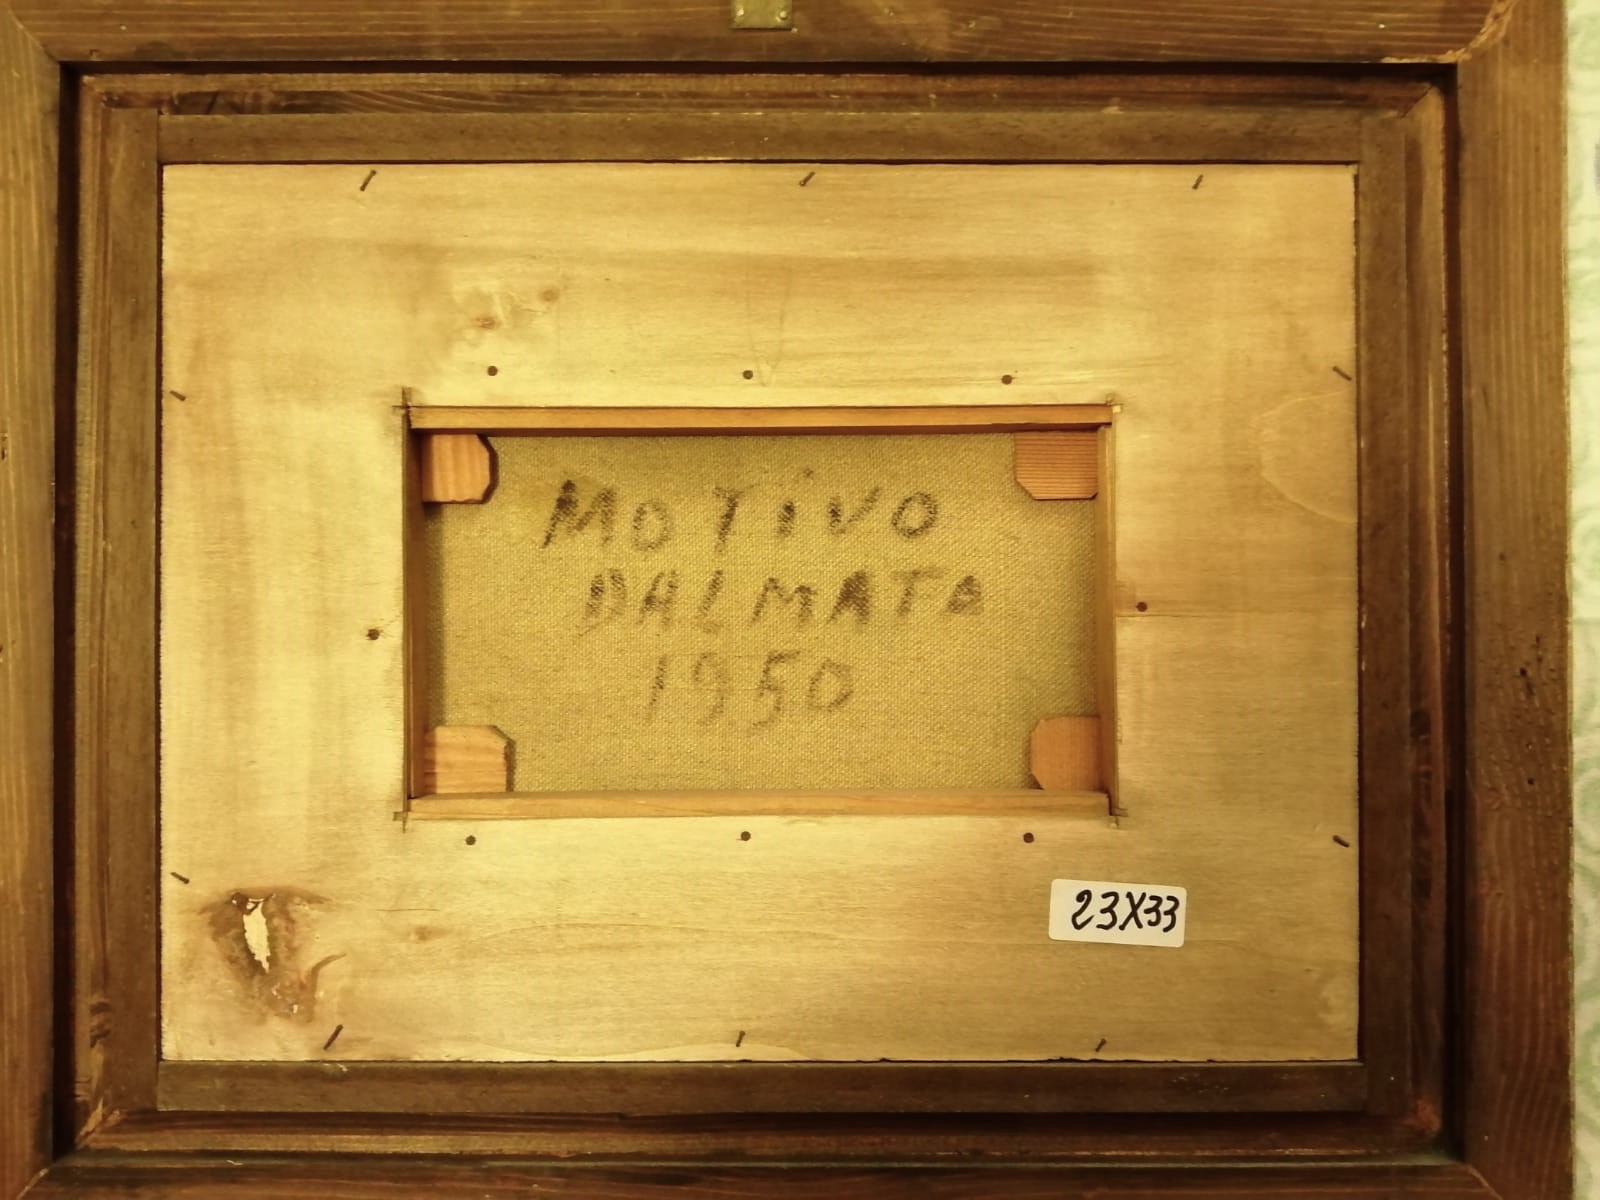 MOTiVO
DALMATA
1950
23X33